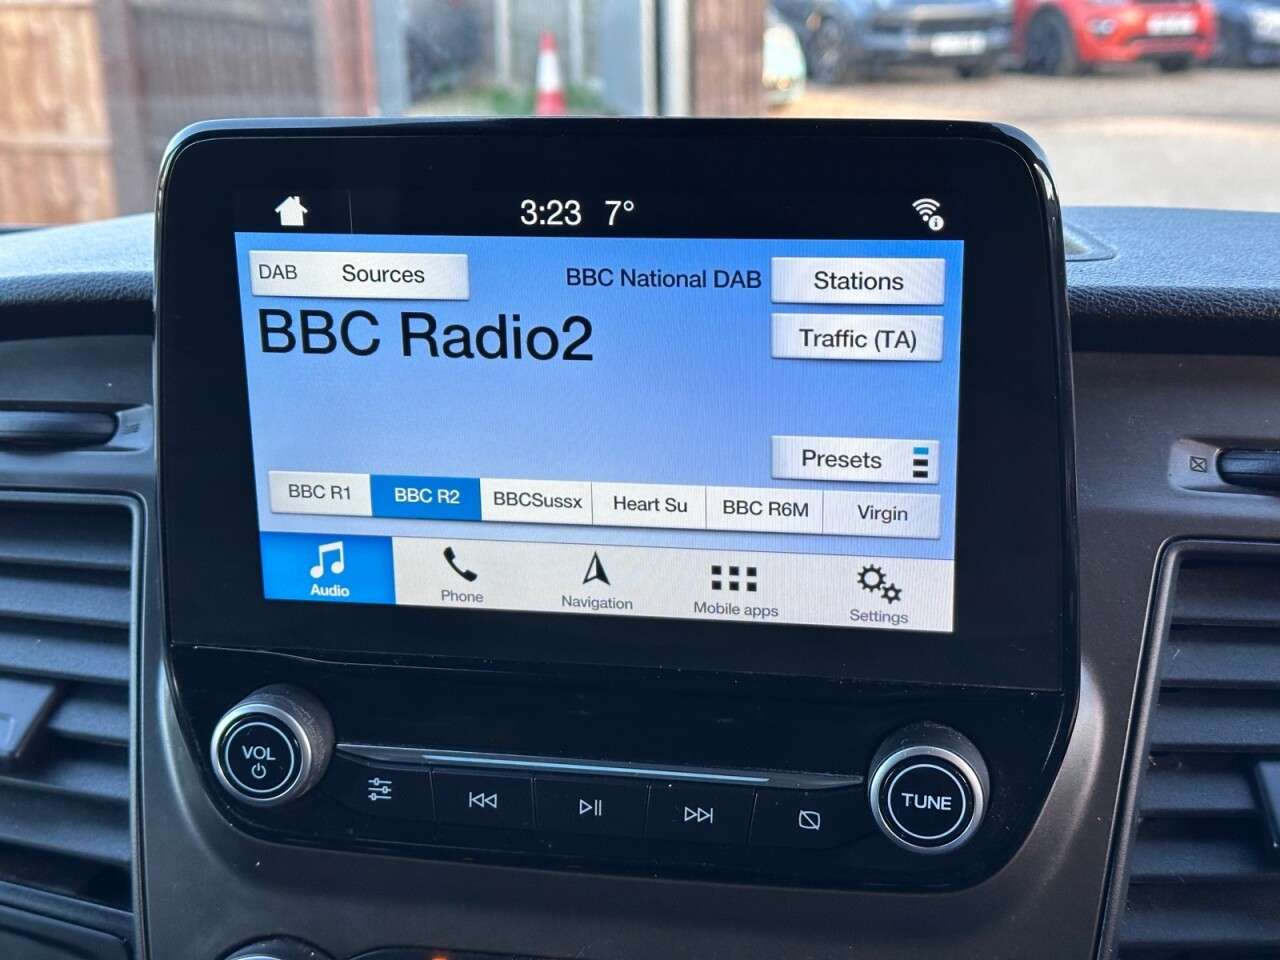 3:23 7°
DAB Sources
BBC National DAB
Stations
BBC Radio2
Traffic (TA)
Presets
BBC R1 BBC R2 BBCSussx Heart Su BBC R6M Virgin
Audio Phone Navigation Mobile apps Settings
VOL
TUNE